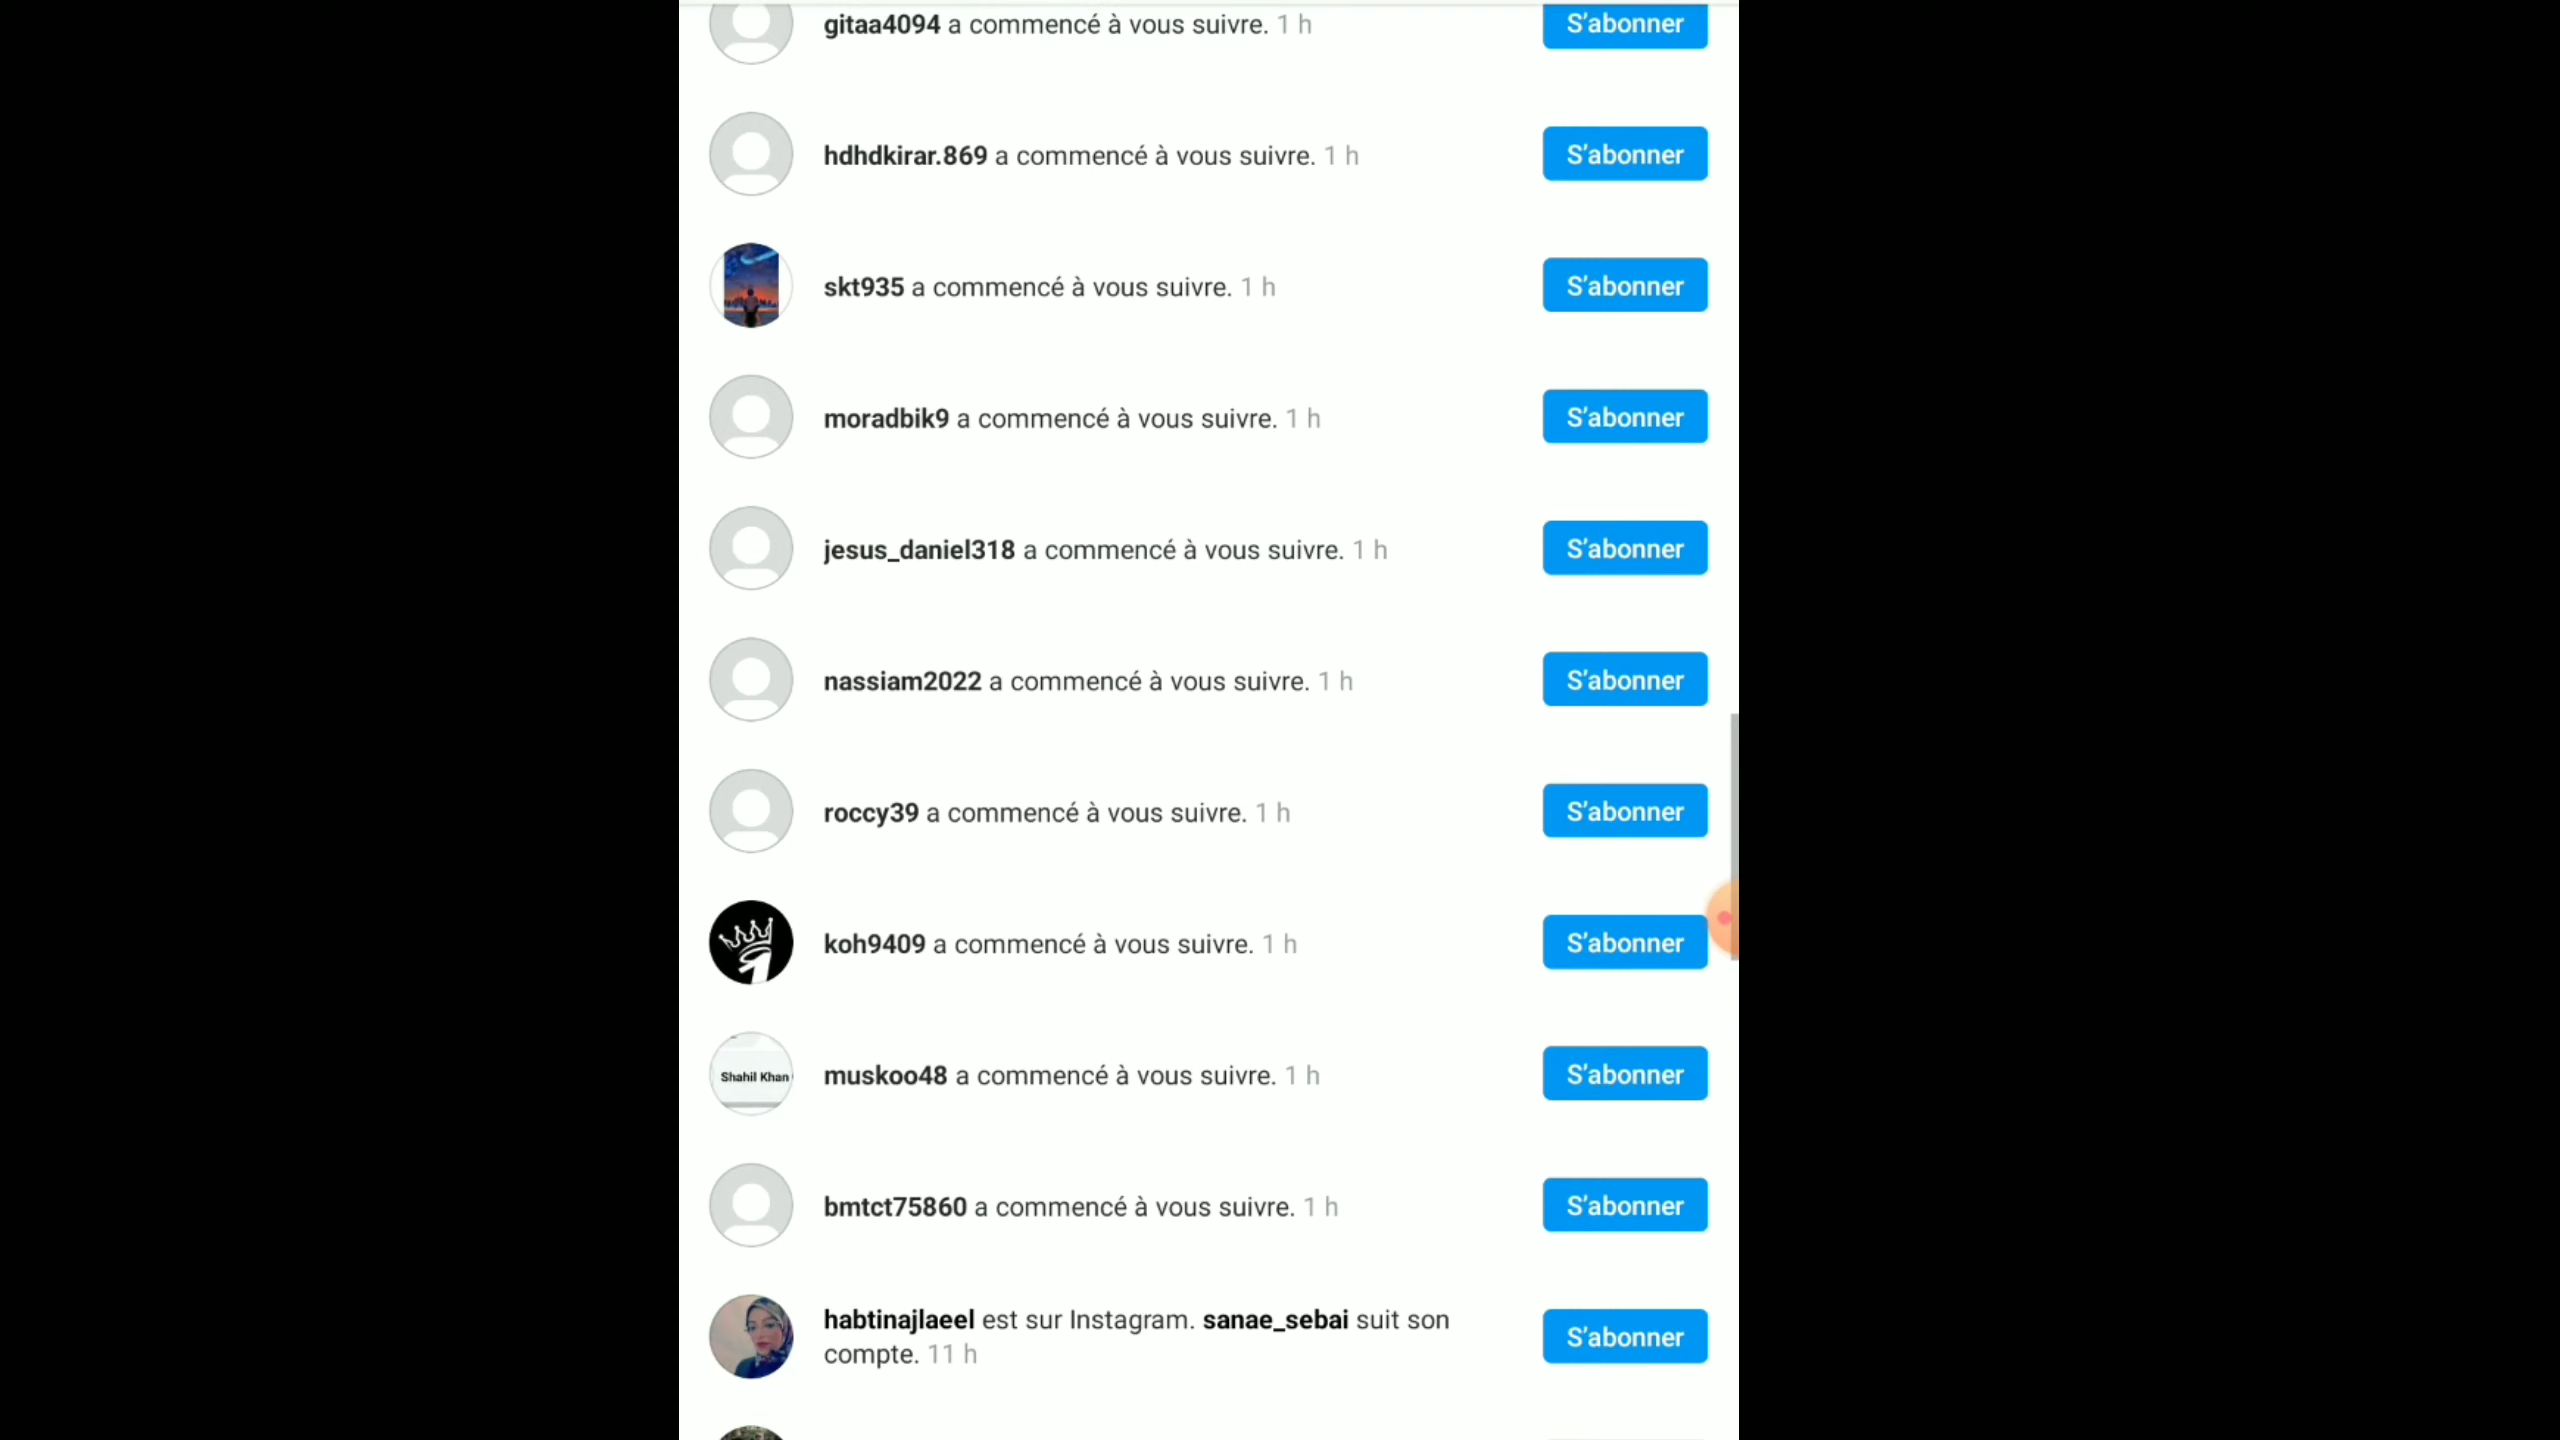 gitaa4094 a commencé à vous suivre. 1 h S’abonner
hdhdkirar.869 a commencé à vous suivre. 1 h S’abonner
skt935 a commencé à vous suivre. 1 h S’abonner
moradbik9 a commencé à vous suivre. 1 h S’abonner
jesus_daniel318 a commencé à vous suivre. 1 h S’abonner
nassiam2022 a commencé à vous suivre. 1 h S’abonner
roccy39 a commencé à vous suivre. 1 h S’abonner
koh9409 a commencé à vous suivre. 1 h S’abonner
Shahil Khan muskoo48 a commencé à vous suivre. 1 h S’abonner
bmtct75860 a commencé à vous suivre. 1 h S’abonner
habtinajlaeel est sur Instagram. sanae_sebai suit son S’abonner
compte. 11 h